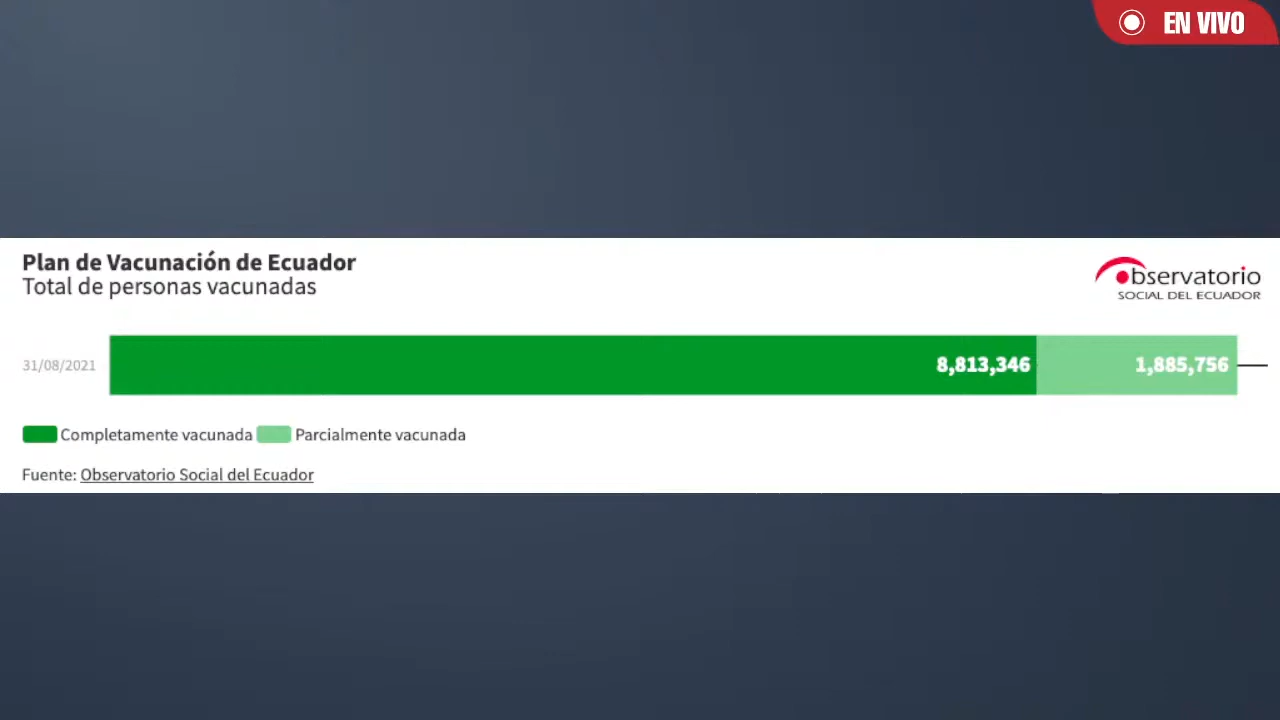 EN VIVO
Plan de Vacunación de Ecuador
Total de personas vacunadas
Observatorio
SOCIAL DEL ECUADOR
31/08/2021 8,813,346 1,885,756
Completamente vacunada Parcialmente vacunada
Fuente: Observatorio Social del Ecuador